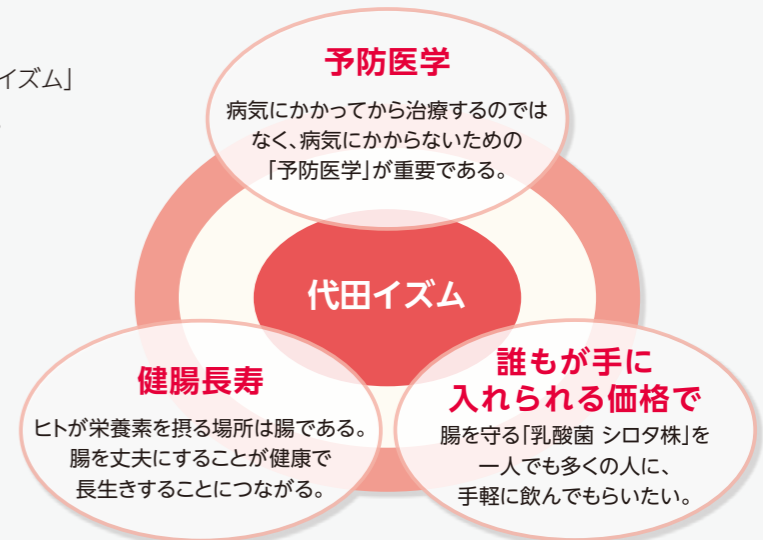 イズム」
予防医学
病気にかかってから治療するのでは
なく、病気にかからないための
「予防医学」が重要である。
代田イズム
健腸長寿
ヒトが栄養素を摂る場所は腸である。
腸を丈夫にすることが健康で
長生きすることにつながる。
誰もが手に
入れられる価格で
腸を守る「乳酸菌 シロタ株」を
一人でも多くの人に、
手軽に飲んでもらいたい。